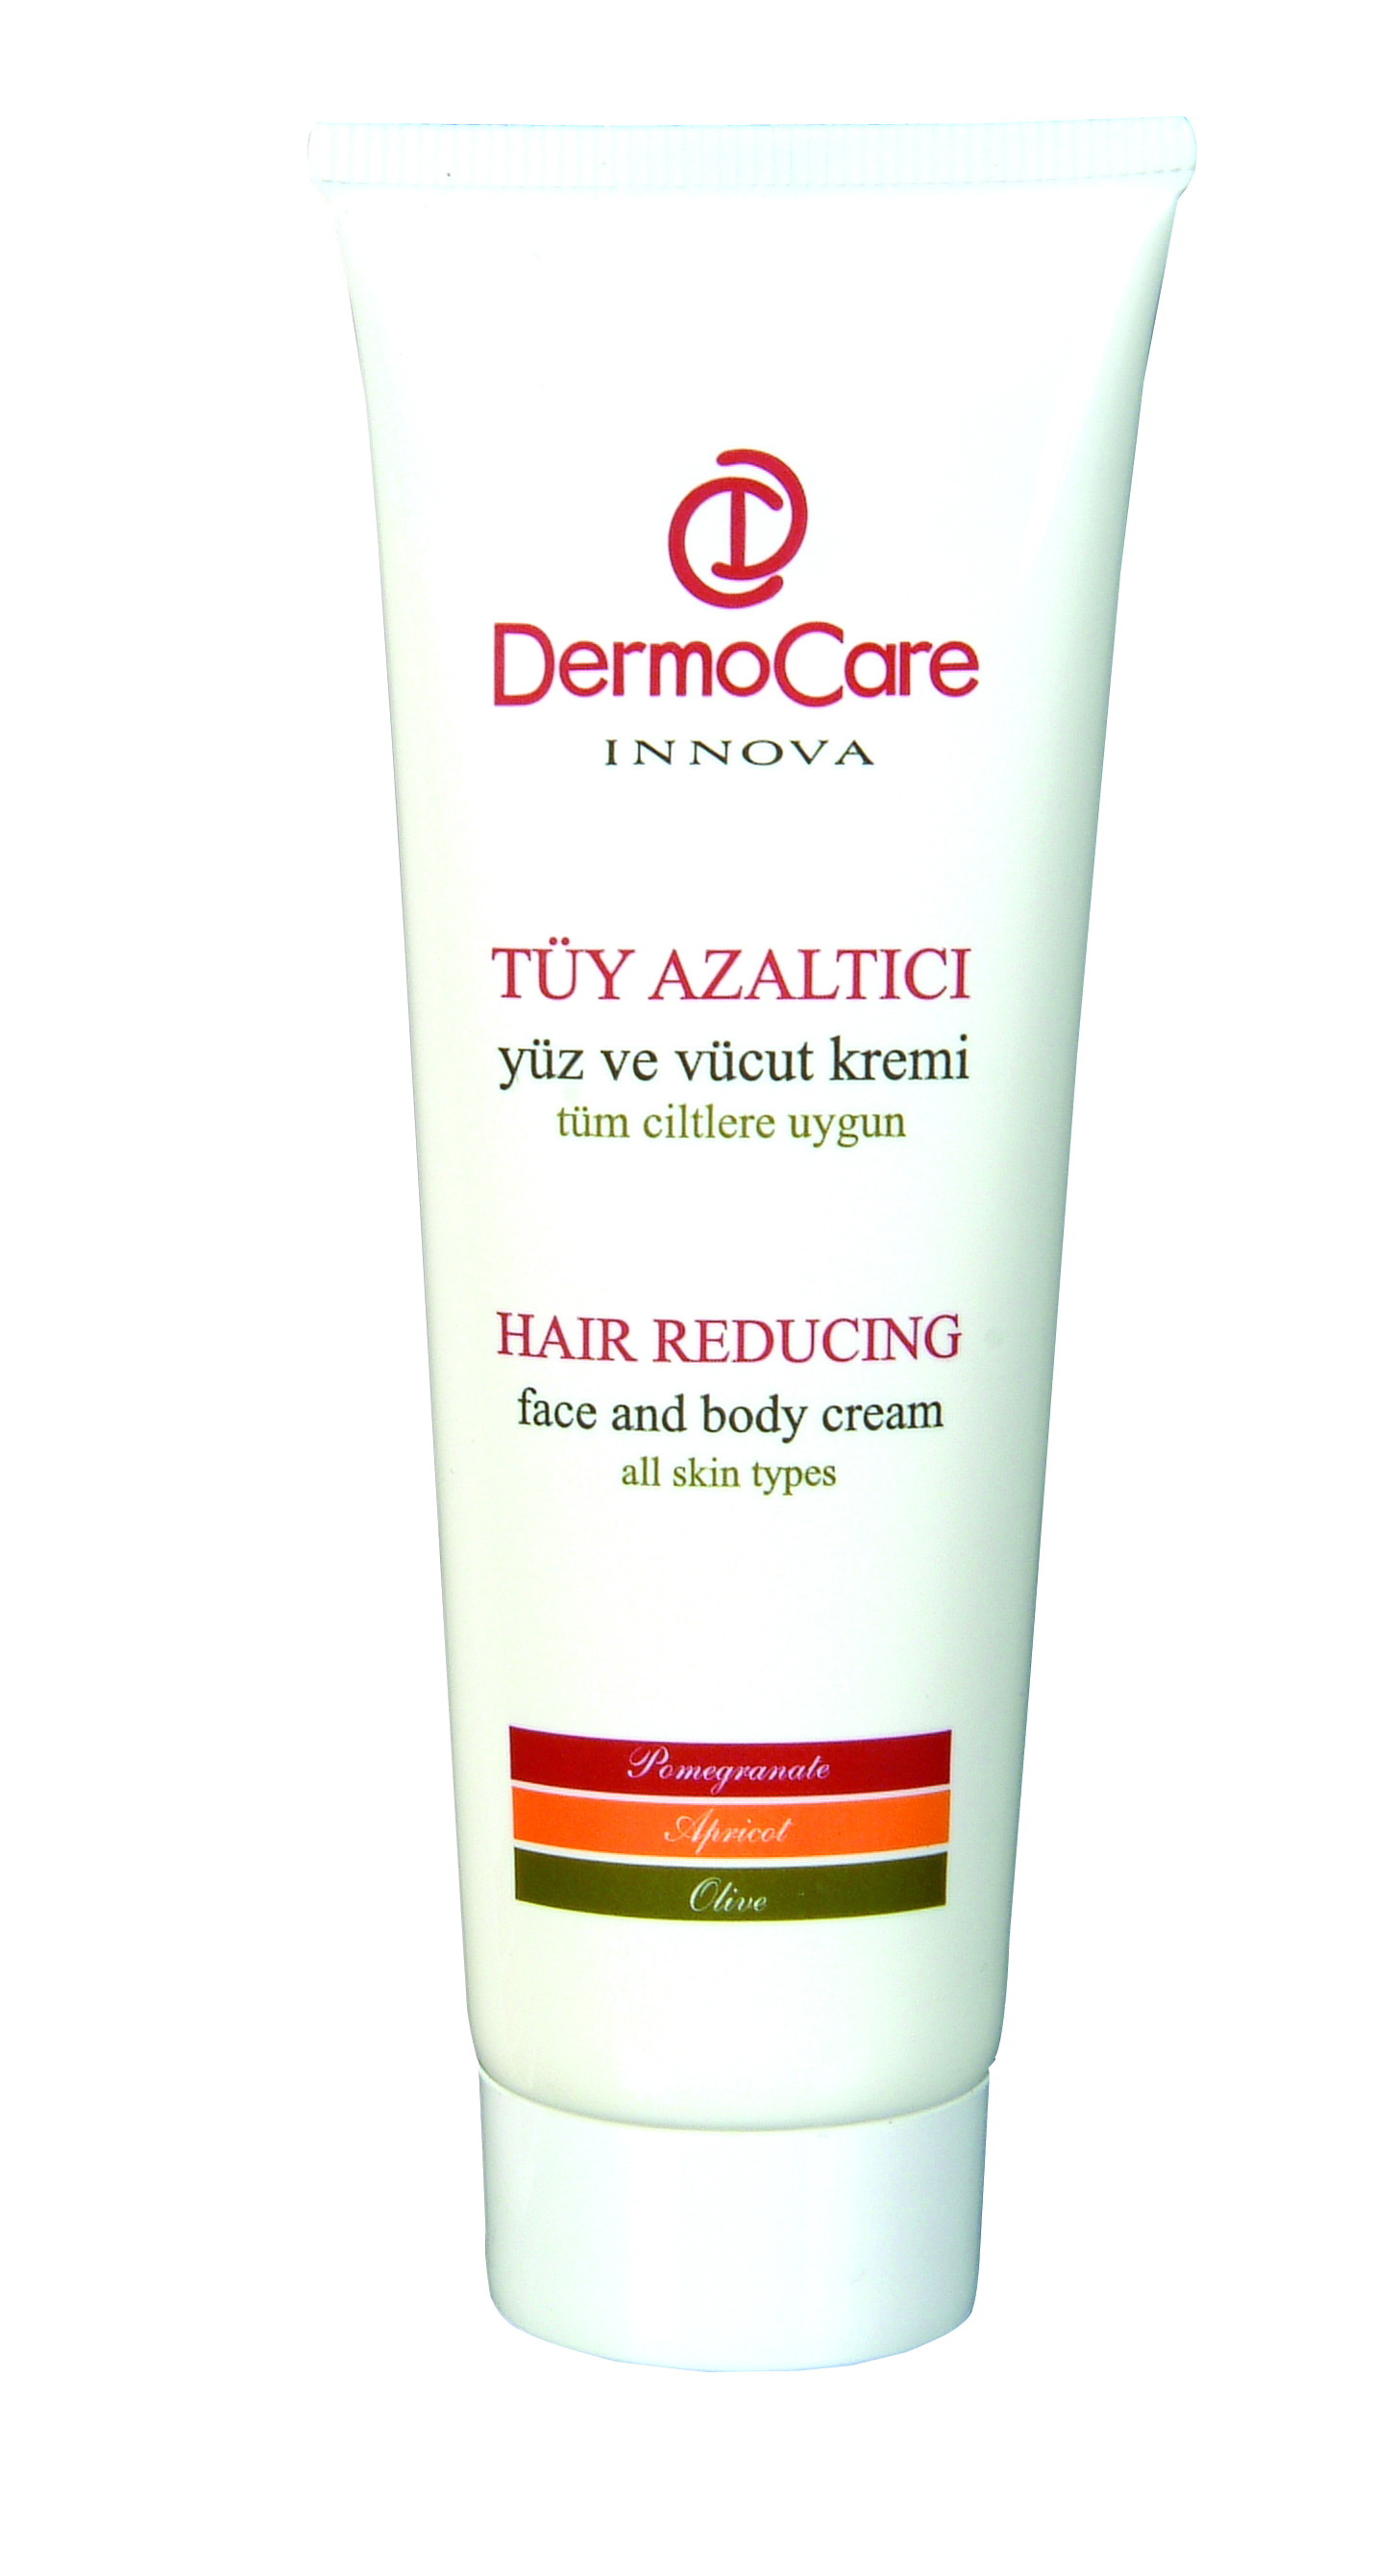 DermoCare
INNOVA
TÜY AZALTICI
yüz ve vücut kremi
tüm ciltlere uygun
HAIR REDUCING
face and body cream
all skin types
Pomegranate
Apricot
Olive